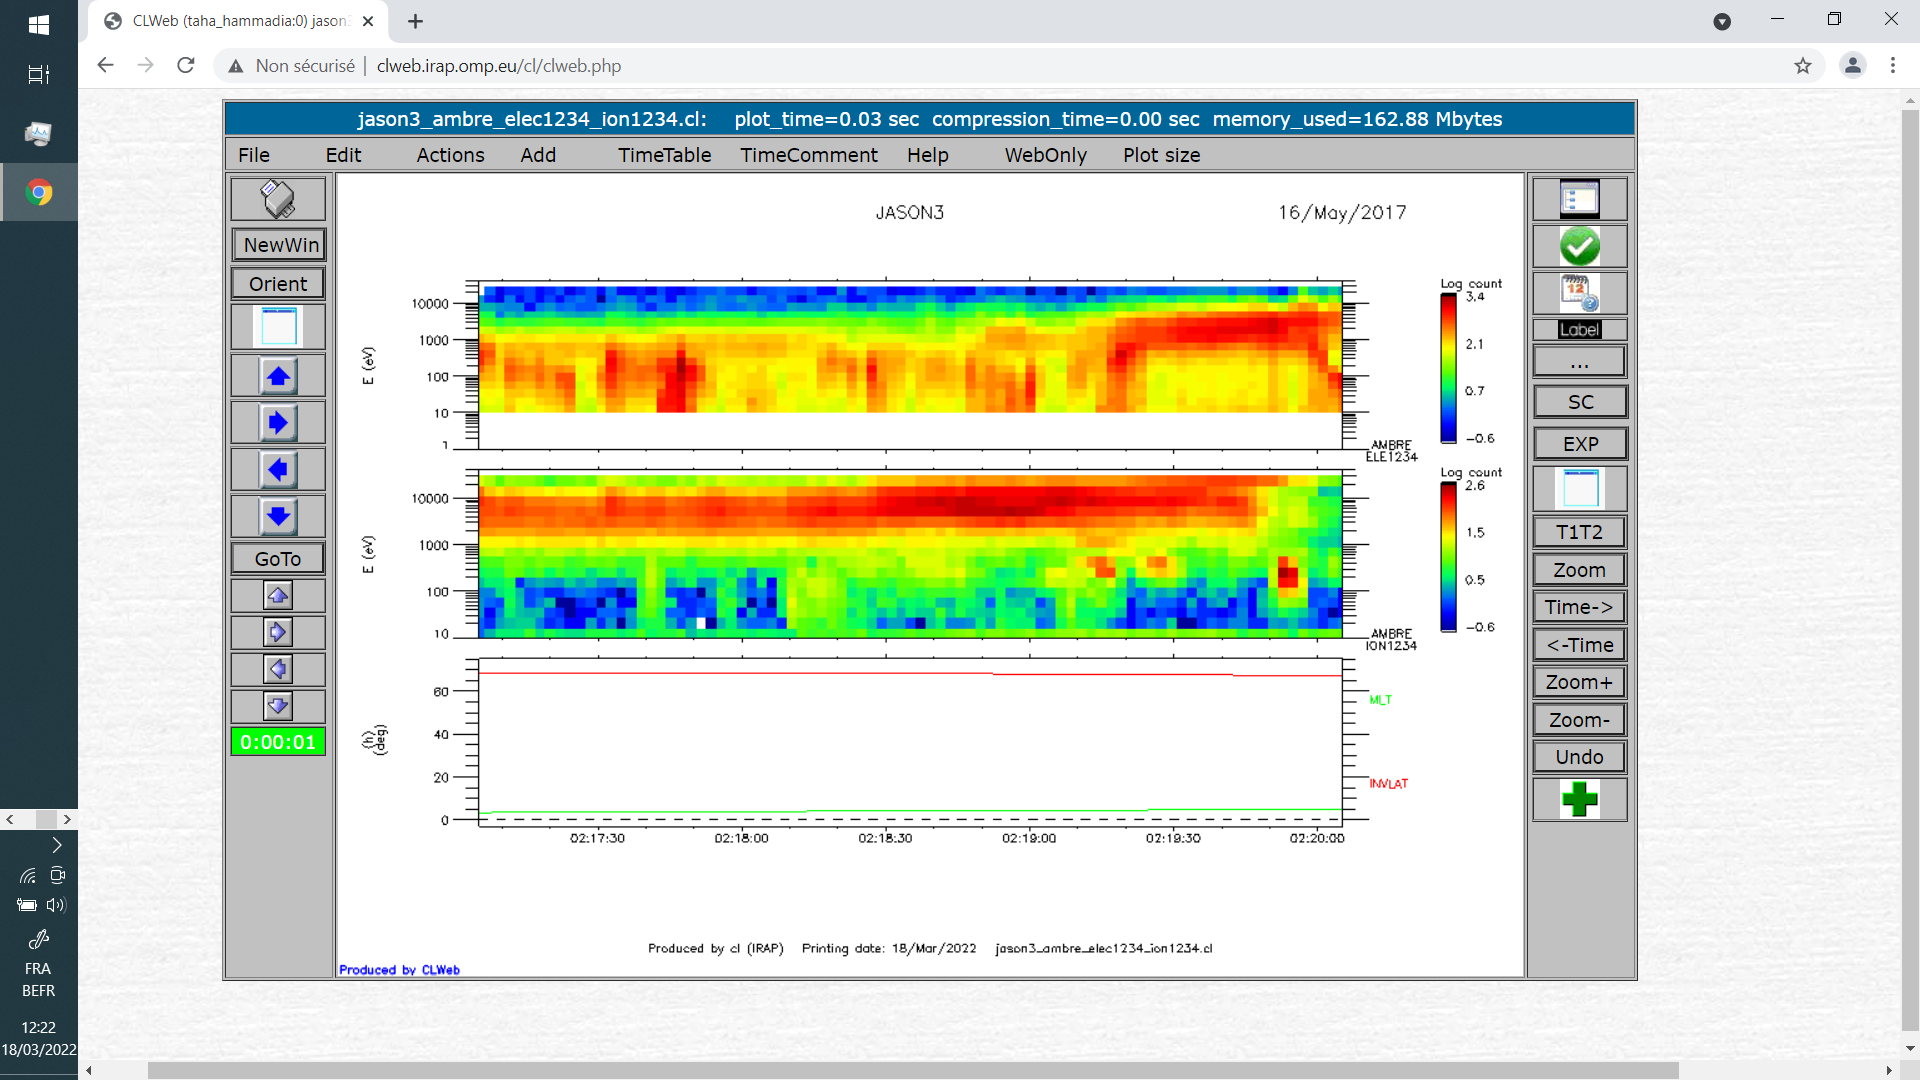 CLWeb (taha_hammadia:0) jason3
Non sécurisé | clweb.irap.omp.eu/cl/clweb.php
jason3_ambre_elec1234_ion1234.cl: plot_time=0.03 sec compression_time=0.00 sec memory_used=162.88 Mbytes
File Edit Actions Add TimeTable TimeComment Help WebOnly Plot size
NewWin
Orient
GoTo
0:00:01
JASON3 16/May/2017
10000
1000
100
10
1
E (eV)
Log count
3.4
2.1
0.7
-0.6
AMBRE
ELE1234
10000
1000
100
10
E (eV)
Log count
2.6
1.5
0.5
-0.6
AMBRE
ION1234
60
40
20
0
(h)
(deg)
MLT
INVLAT
02:17:30 02:18:00 02:18:30 02:19:00 02:19:30 02:20:00
Produced by cl (IRAP) Printing date: 18/Mar/2022 jason3_ambre_elec1234_ion1234.cl
Produced by CLWeb
12
Label
...
SC
EXP
T1T2
Zoom
Time->
<-Time
Zoom+
Zoom-
Undo
FRA
BEFR
12:22
18/03/2022